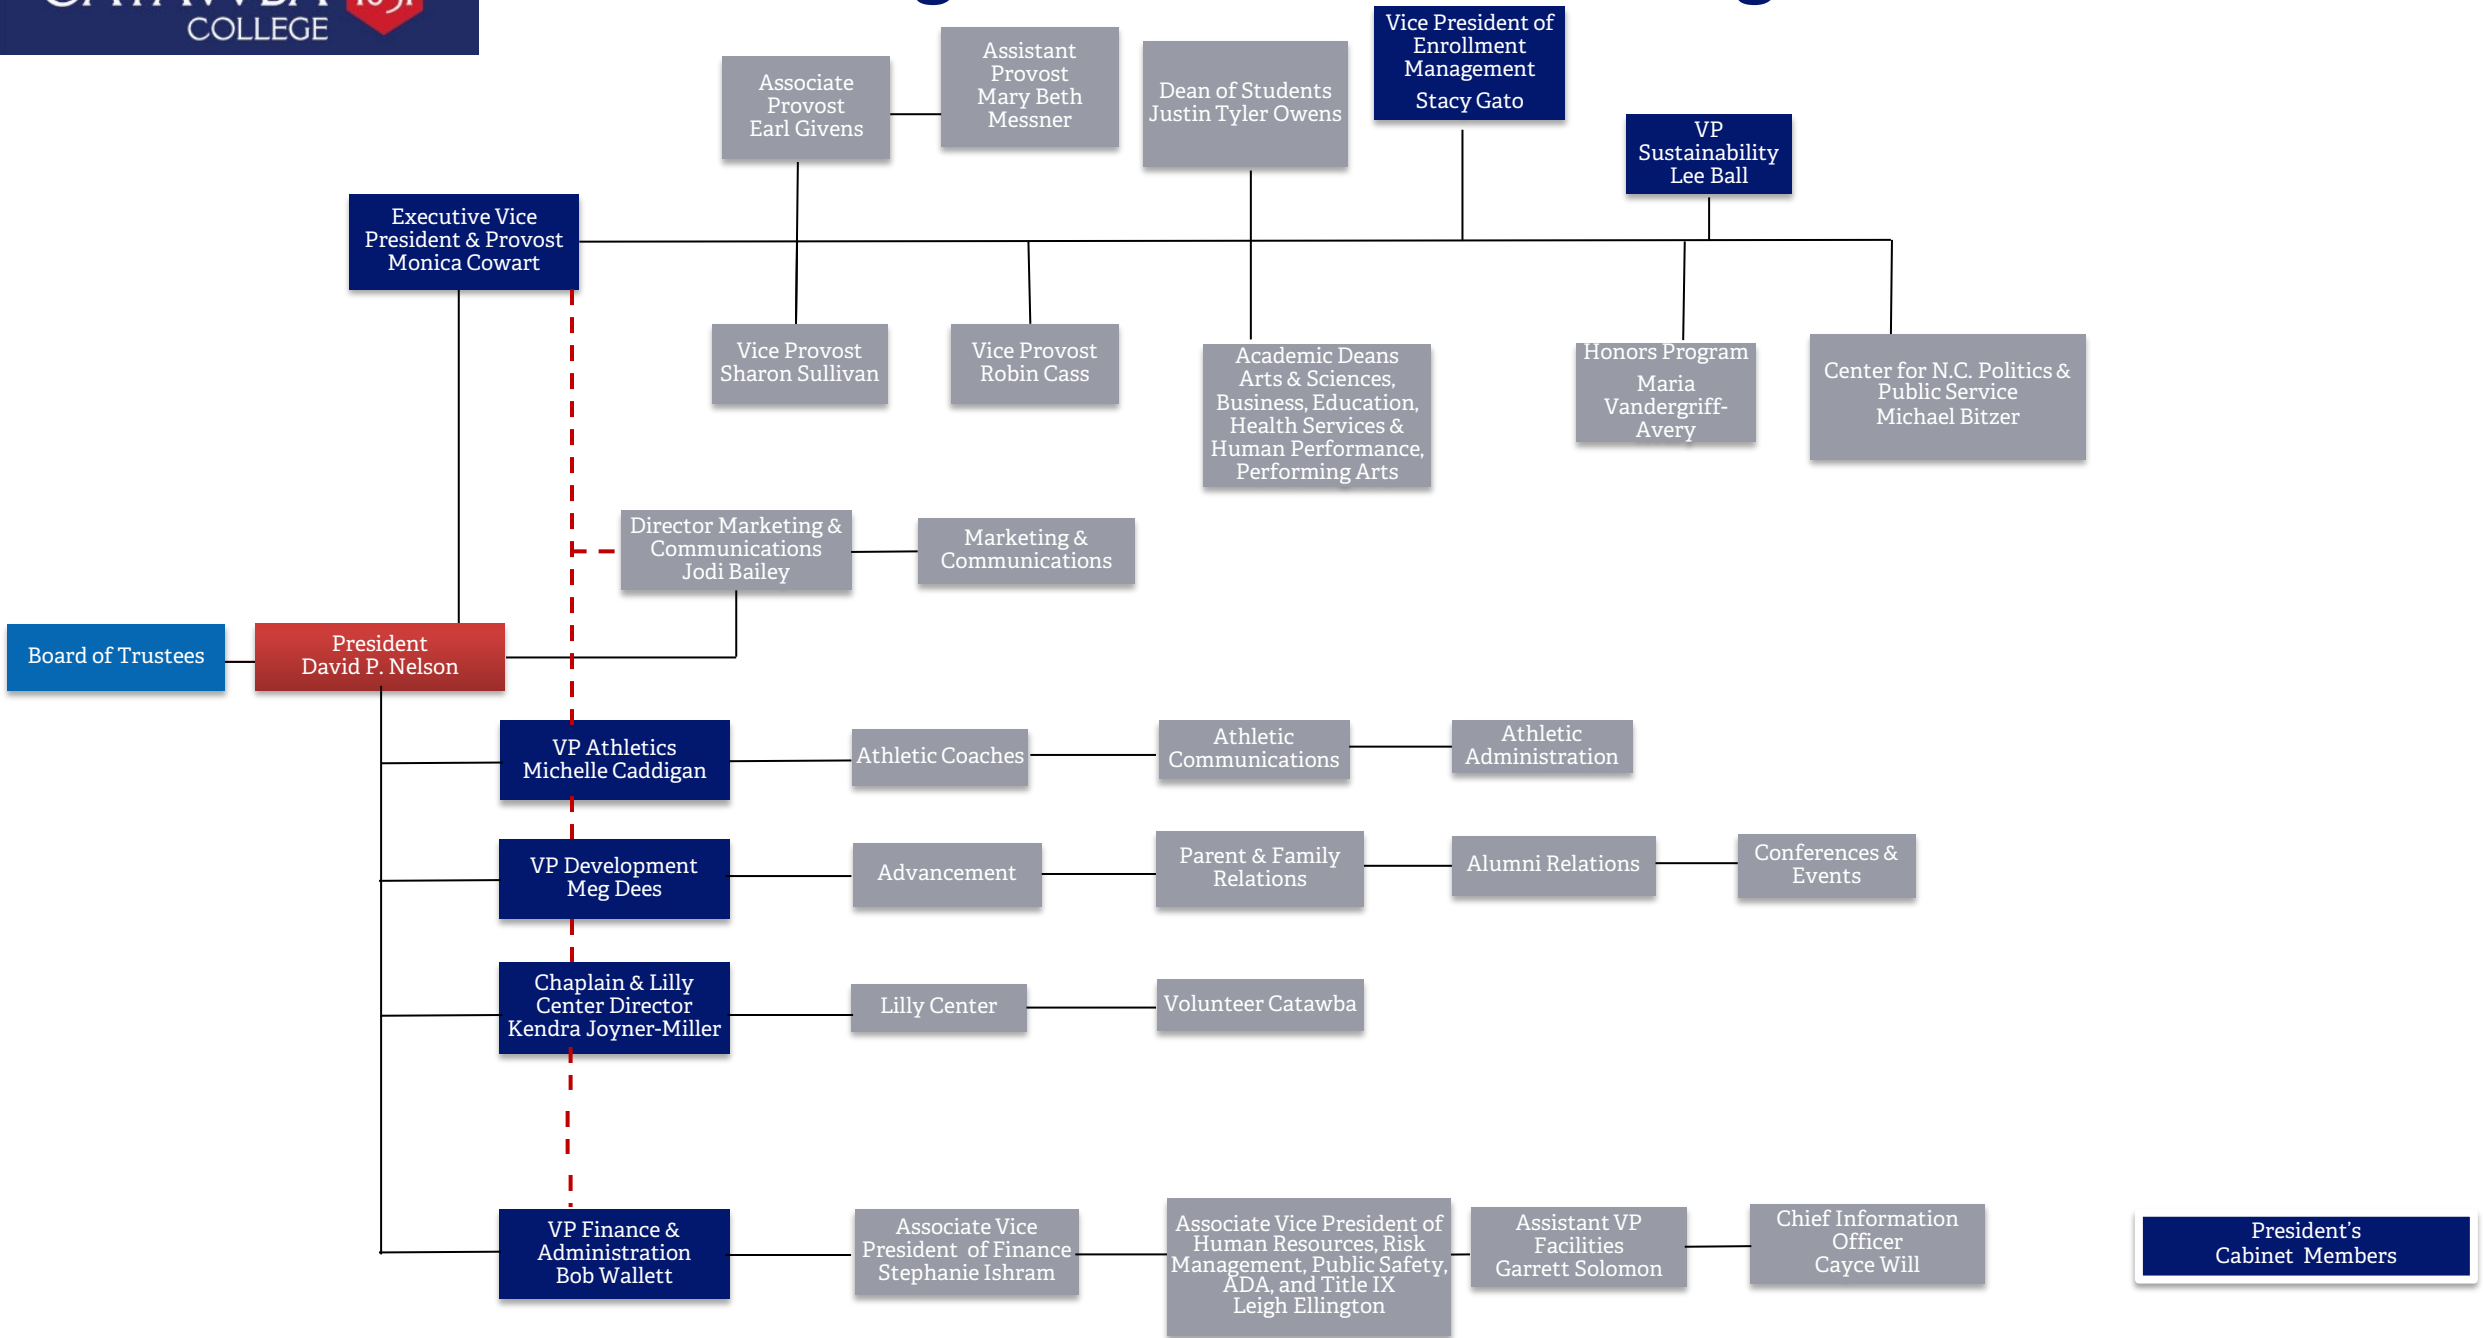 COLLEGE
Associate
Provost
Earl Givens
Assistant
Provost
Mary Beth
Messner
Dean of Students
Justin Tyler Owens
Vice President of
Enrollment
Management
Stacy Gato
VP
Sustainability
Lee Ball
Executive Vice
President & Provost
Monica Cowart
Vice Provost
Sharon Sullivan
Vice Provost
Robin Cass
Academic Deans
Arts & Sciences,
Business, Education,
Health Services &
Human Performance,
Performing Arts
Honors Program
Maria
Vandergriff-
Avery
Center for N.C. Politics &
Public Service
Michael Bitzer
Director Marketing &
Communications
Jodi Bailey
Marketing &
Communications
Board of Trustees
President
David P. Nelson
VP Athletics
Michelle Caddigan
Athletic Coaches
Athletic
Communications
Athletic
Administration
VP Development
Meg Dees
Advancement
Parent & Family
Relations
Alumni Relations
Conferences &
Events
Chaplain & Lilly
Center Director
Kendra Joyner-Miller
Lilly Center
Volunteer Catawba
VP Finance &
Administration
Bob Wallett
Associate Vice
President of Finance
Stephanie Ishram
Associate Vice President of
Human Resources, Risk
Management, Public Safety,
ADA, and Title IX
Leigh Ellington
Assistant VP
Facilities
Garrett Solomon
Chief Information
Officer
Cayce Will
President's
Cabinet Members